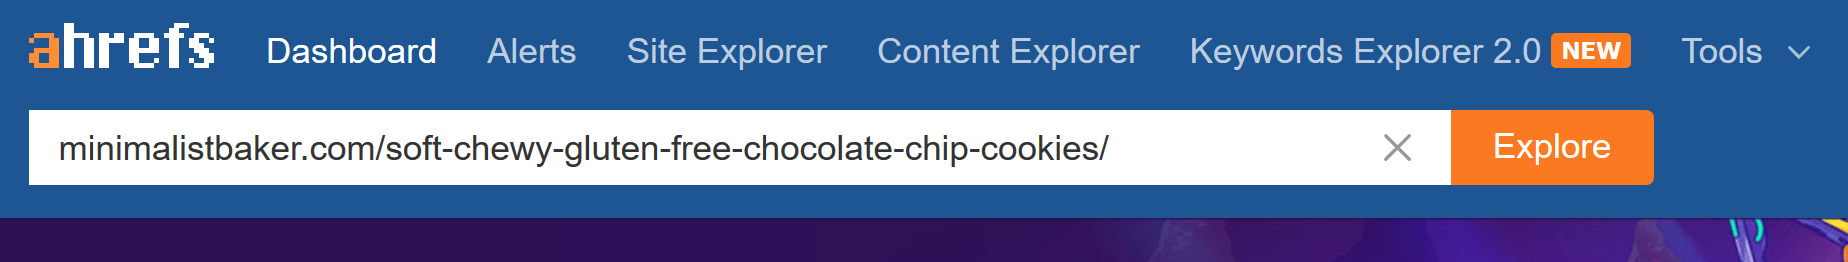 ahrefs Dashboard Alerts Site Explorer Content Explorer Keywords Explorer 2.0 NEW Tools
minimalistbaker.com/soft-chewy-gluten-free-chocolate-chip-cookies/ Explore